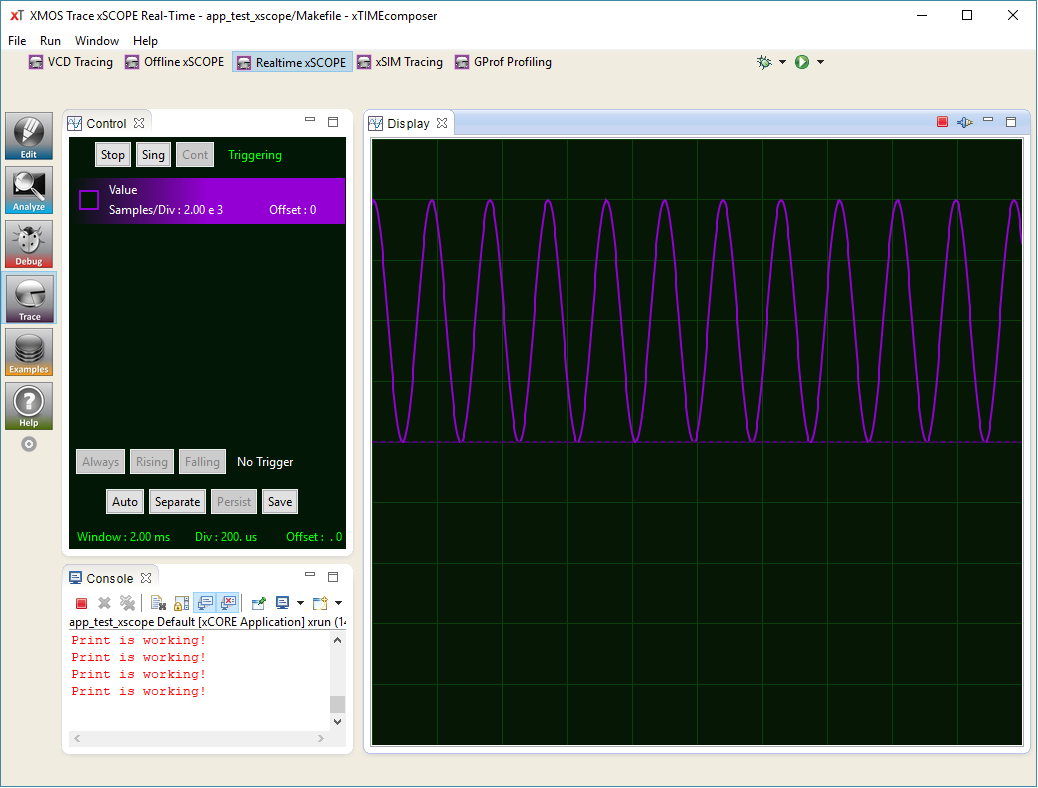 XMOS Trace xSCOPE Real-Time - app_test_xscope/Makefile - xTIMEcomposer
File Run Window Help
VCD Tracing Offline xSCOPE Realtime xSCOPE xSIM Tracing GProf Profiling
Edit
Analyze
Debug
Trace
Examples
Help
Control
Stop Sing Cont Triggering
Value
Samples/Div : 2.00 e 3 Offset : 0
Always Rising Falling No Trigger
Auto Separate Persist Save
Window : 2.00 ms Div : 200. us Offset : . 0
Display
Console
app_test_xscope Default [xCORE Application] xrun (14
Print is working!
Print is working!
Print is working!
Print is working!